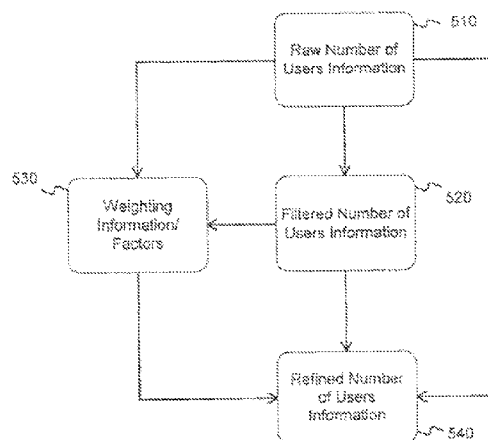 510
Raw Number of
Users Information
530
Weighting
Information/
Factors
520
Filtered Number of
Users Information
Refined Number
of Users
Information
540